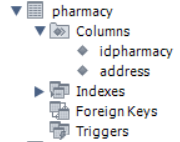 pharmacy
Columns
idpharmacy
address
Indexes
Foreign Keys
Triggers